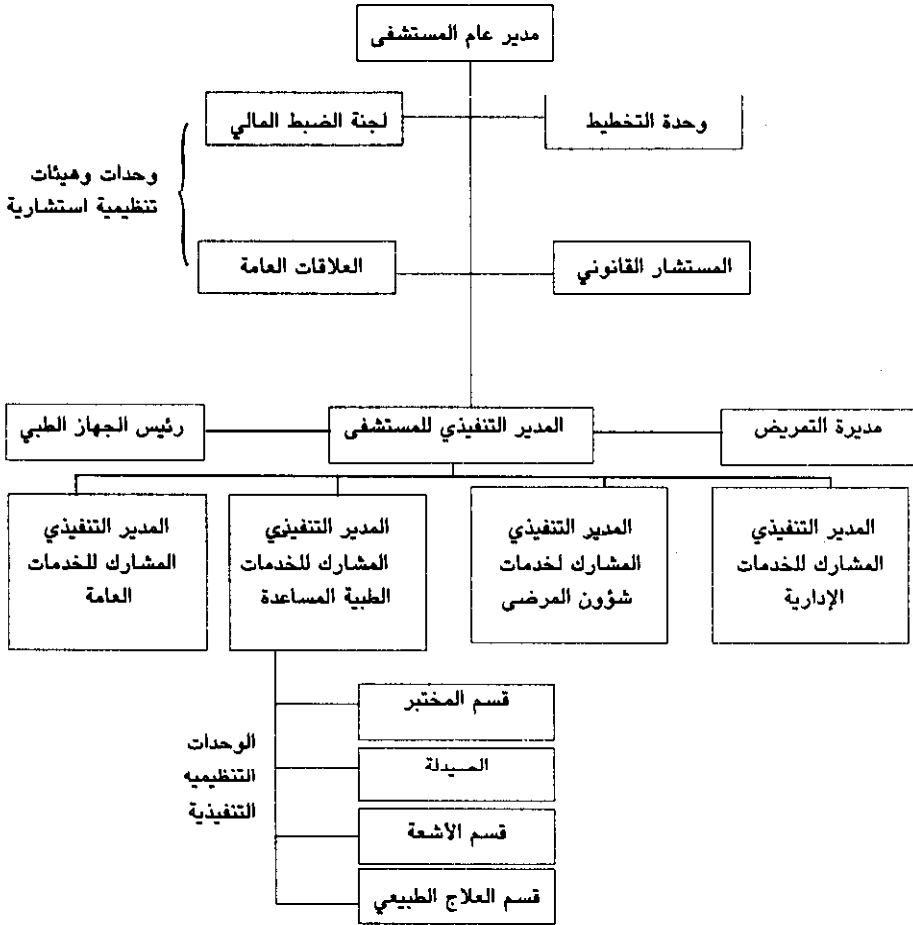 مدير عام المستشفى
وحدة التخطيط
لجنة الضبط المالي
وحدات وهيئات
تنظيمية استشارية
المستشار القانوني
العلاقات العامة
مديرة التمريض
المدير التنفيذي للمستشفى
رئيس الجهاز الطبي
المدير التنفيذي
المشارك للخدمات
الإدارية
المدير التنفيذي
المشارك لخدمات
شؤون المرضى
المدير التنفيذي
المشارك للخدمات
الطبية المساعدة
المدير التنفيذي
المشارك للخدمات
العامة
قسم المختبر
الصيدلة
قسم الأشعة
قسم العلاج الطبيعي
الوحدات
التنظيميه
التنفيذية